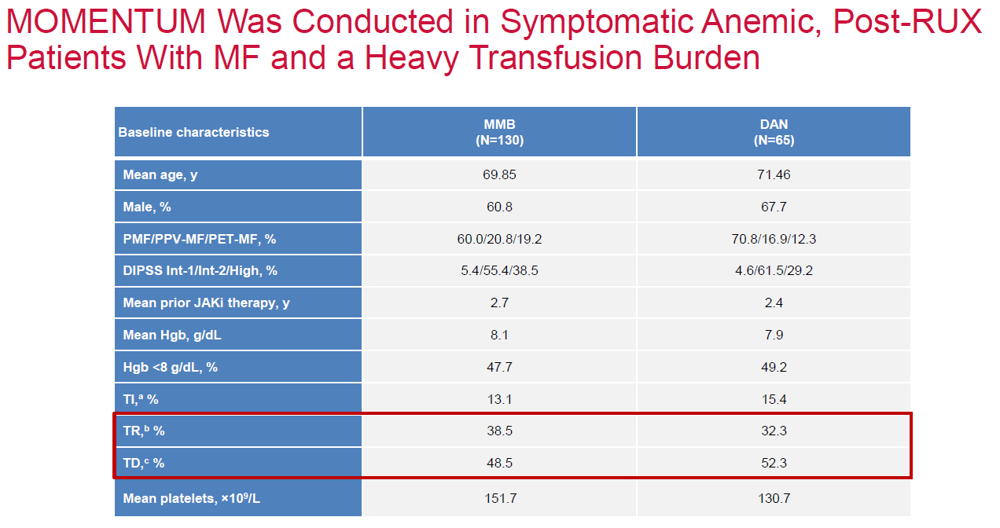 MOMENTUM Was Conducted in Symptomatic Anemic, Post-RUX
Patients With MF and a Heavy Transfusion Burden
Baseline characteristics MMB (N=130) DAN (N=65)
Mean age, y 69.85 71.46
Male, % 60.8 67.7
PMF/PPV-MF/PET-MF, % 60.0/20.8/19.2 70.8/16.9/12.3
DIPSS Int-1/Int-2/High, % 5.4/55.4/38.5 4.6/61.5/29.2
Mean prior JAKi therapy, y 2.7 2.4
Mean Hgb, g/dL 8.1 7.9
Hgb <8 g/dL, % 47.7 49.2
TI,ᵃ % 13.1 15.4
TR,ᵇ % 38.5 32.3
TD,ᶜ % 48.5 52.3
Mean platelets, ×10⁹/L 151.7 130.7